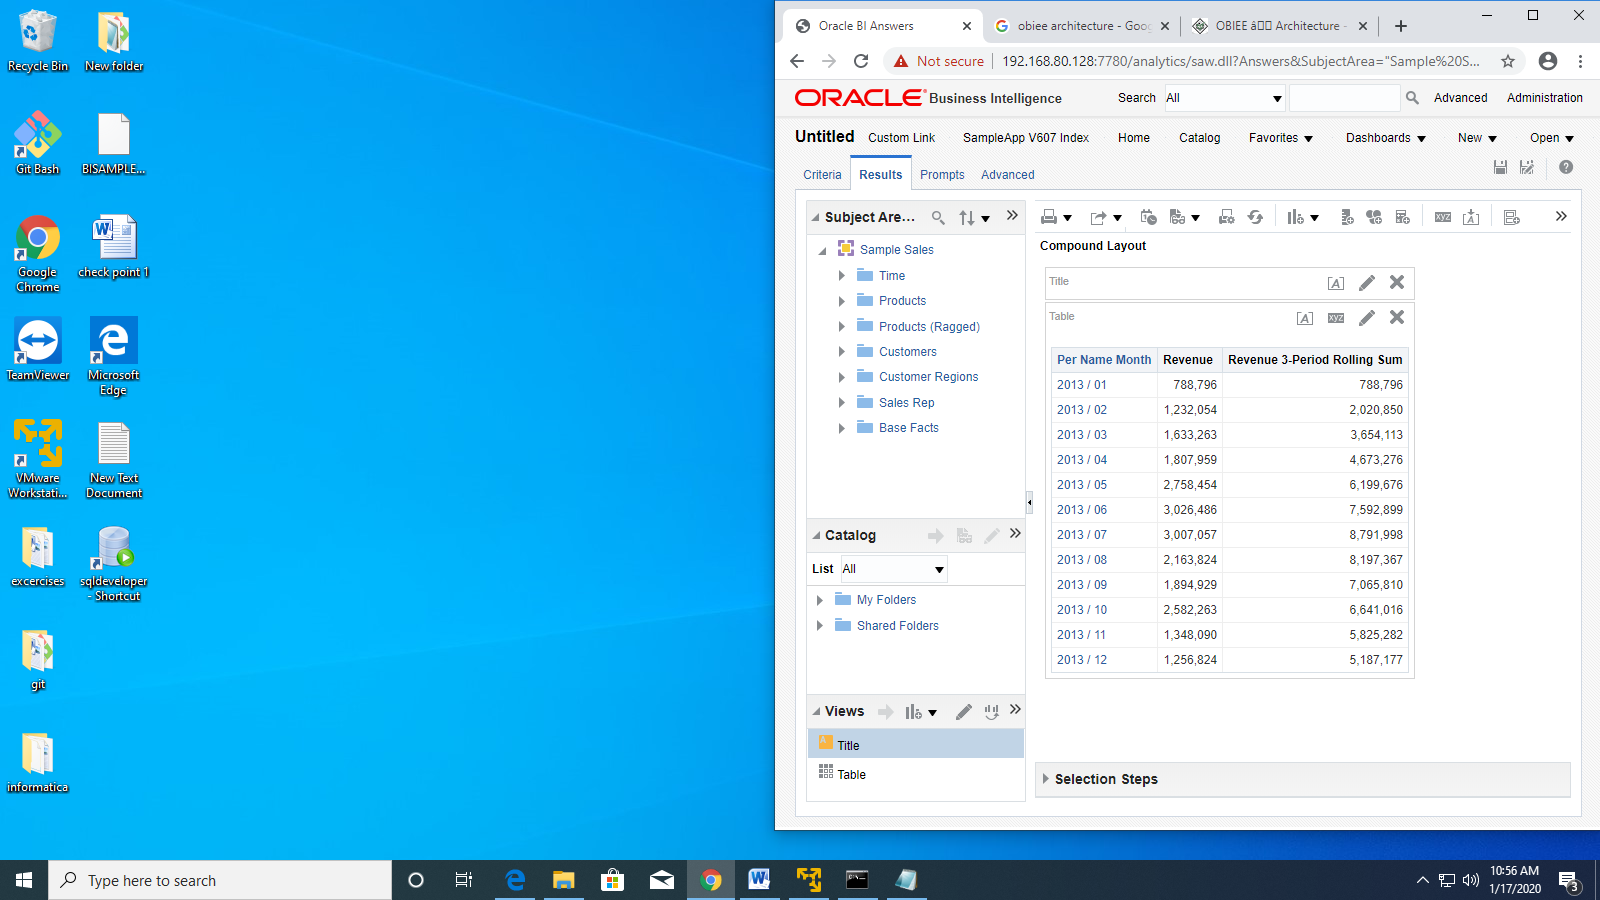 Recycle Bin
New folder
Git Bash
BISAMPLE...
Google
Chrome
check point 1
TeamViewer
Microsoft
Edge
VMware
Workstati...
New Text
Document
excercises
sqldeveloper
- Shortcut
git
informatica
Oracle BI Answers
obiee architecture - Goog
OBIEE â Architecture -
Not secure
192.168.80.128:7780/analytics/saw.dll?Answers&SubjectArea="Sample%20S...
ORACLE Business Intelligence
Search
All
Advanced
Administration
Untitled
Custom Link
SampleApp V607 Index
Home
Catalog
Favorites
Dashboards
New
Open
Criteria
Results
Prompts
Advanced
Subject Are...
Sample Sales
Time
Products
Products (Ragged)
Customers
Customer Regions
Sales Rep
Base Facts
Catalog
List All
My Folders
Shared Folders
Views
Title
Table
Compound Layout
Title
Table
Per Name Month Revenue Revenue 3-Period Rolling Sum
2013 / 01 788,796 788,796
2013 / 02 1,232,054 2,020,850
2013 / 03 1,633,263 3,654,113
2013 / 04 1,807,959 4,673,276
2013 / 05 2,758,454 6,199,676
2013 / 06 3,026,486 7,592,899
2013 / 07 3,007,057 8,791,998
2013 / 08 2,163,824 8,197,367
2013 / 09 1,894,929 7,065,810
2013 / 10 2,582,263 6,641,016
2013 / 11 1,348,090 5,825,282
2013 / 12 1,256,824 5,187,177
Selection Steps
Type here to search
10:56 AM
1/17/2020
3